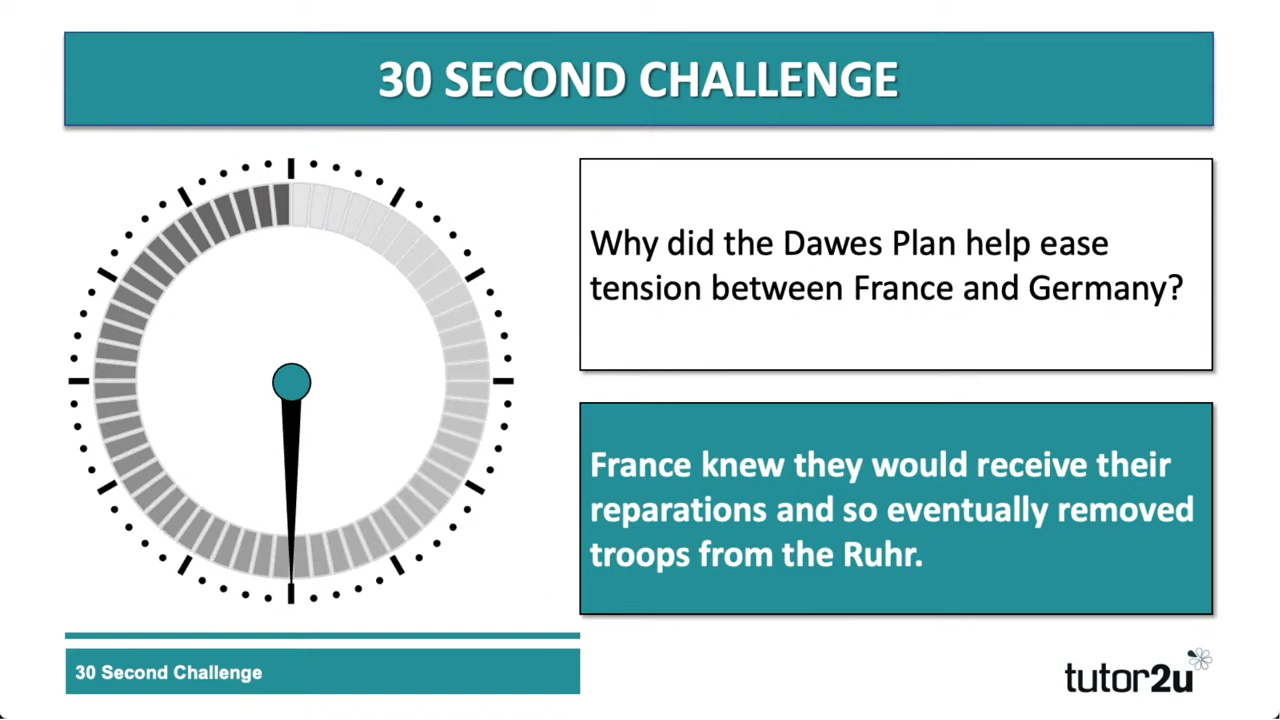 30 SECOND CHALLENGE
Why did the Dawes Plan help ease
tension between France and Germany?
France knew they would receive their
reparations and so eventually removed
troops from the Ruhr.
30 Second Challenge
tutor2u